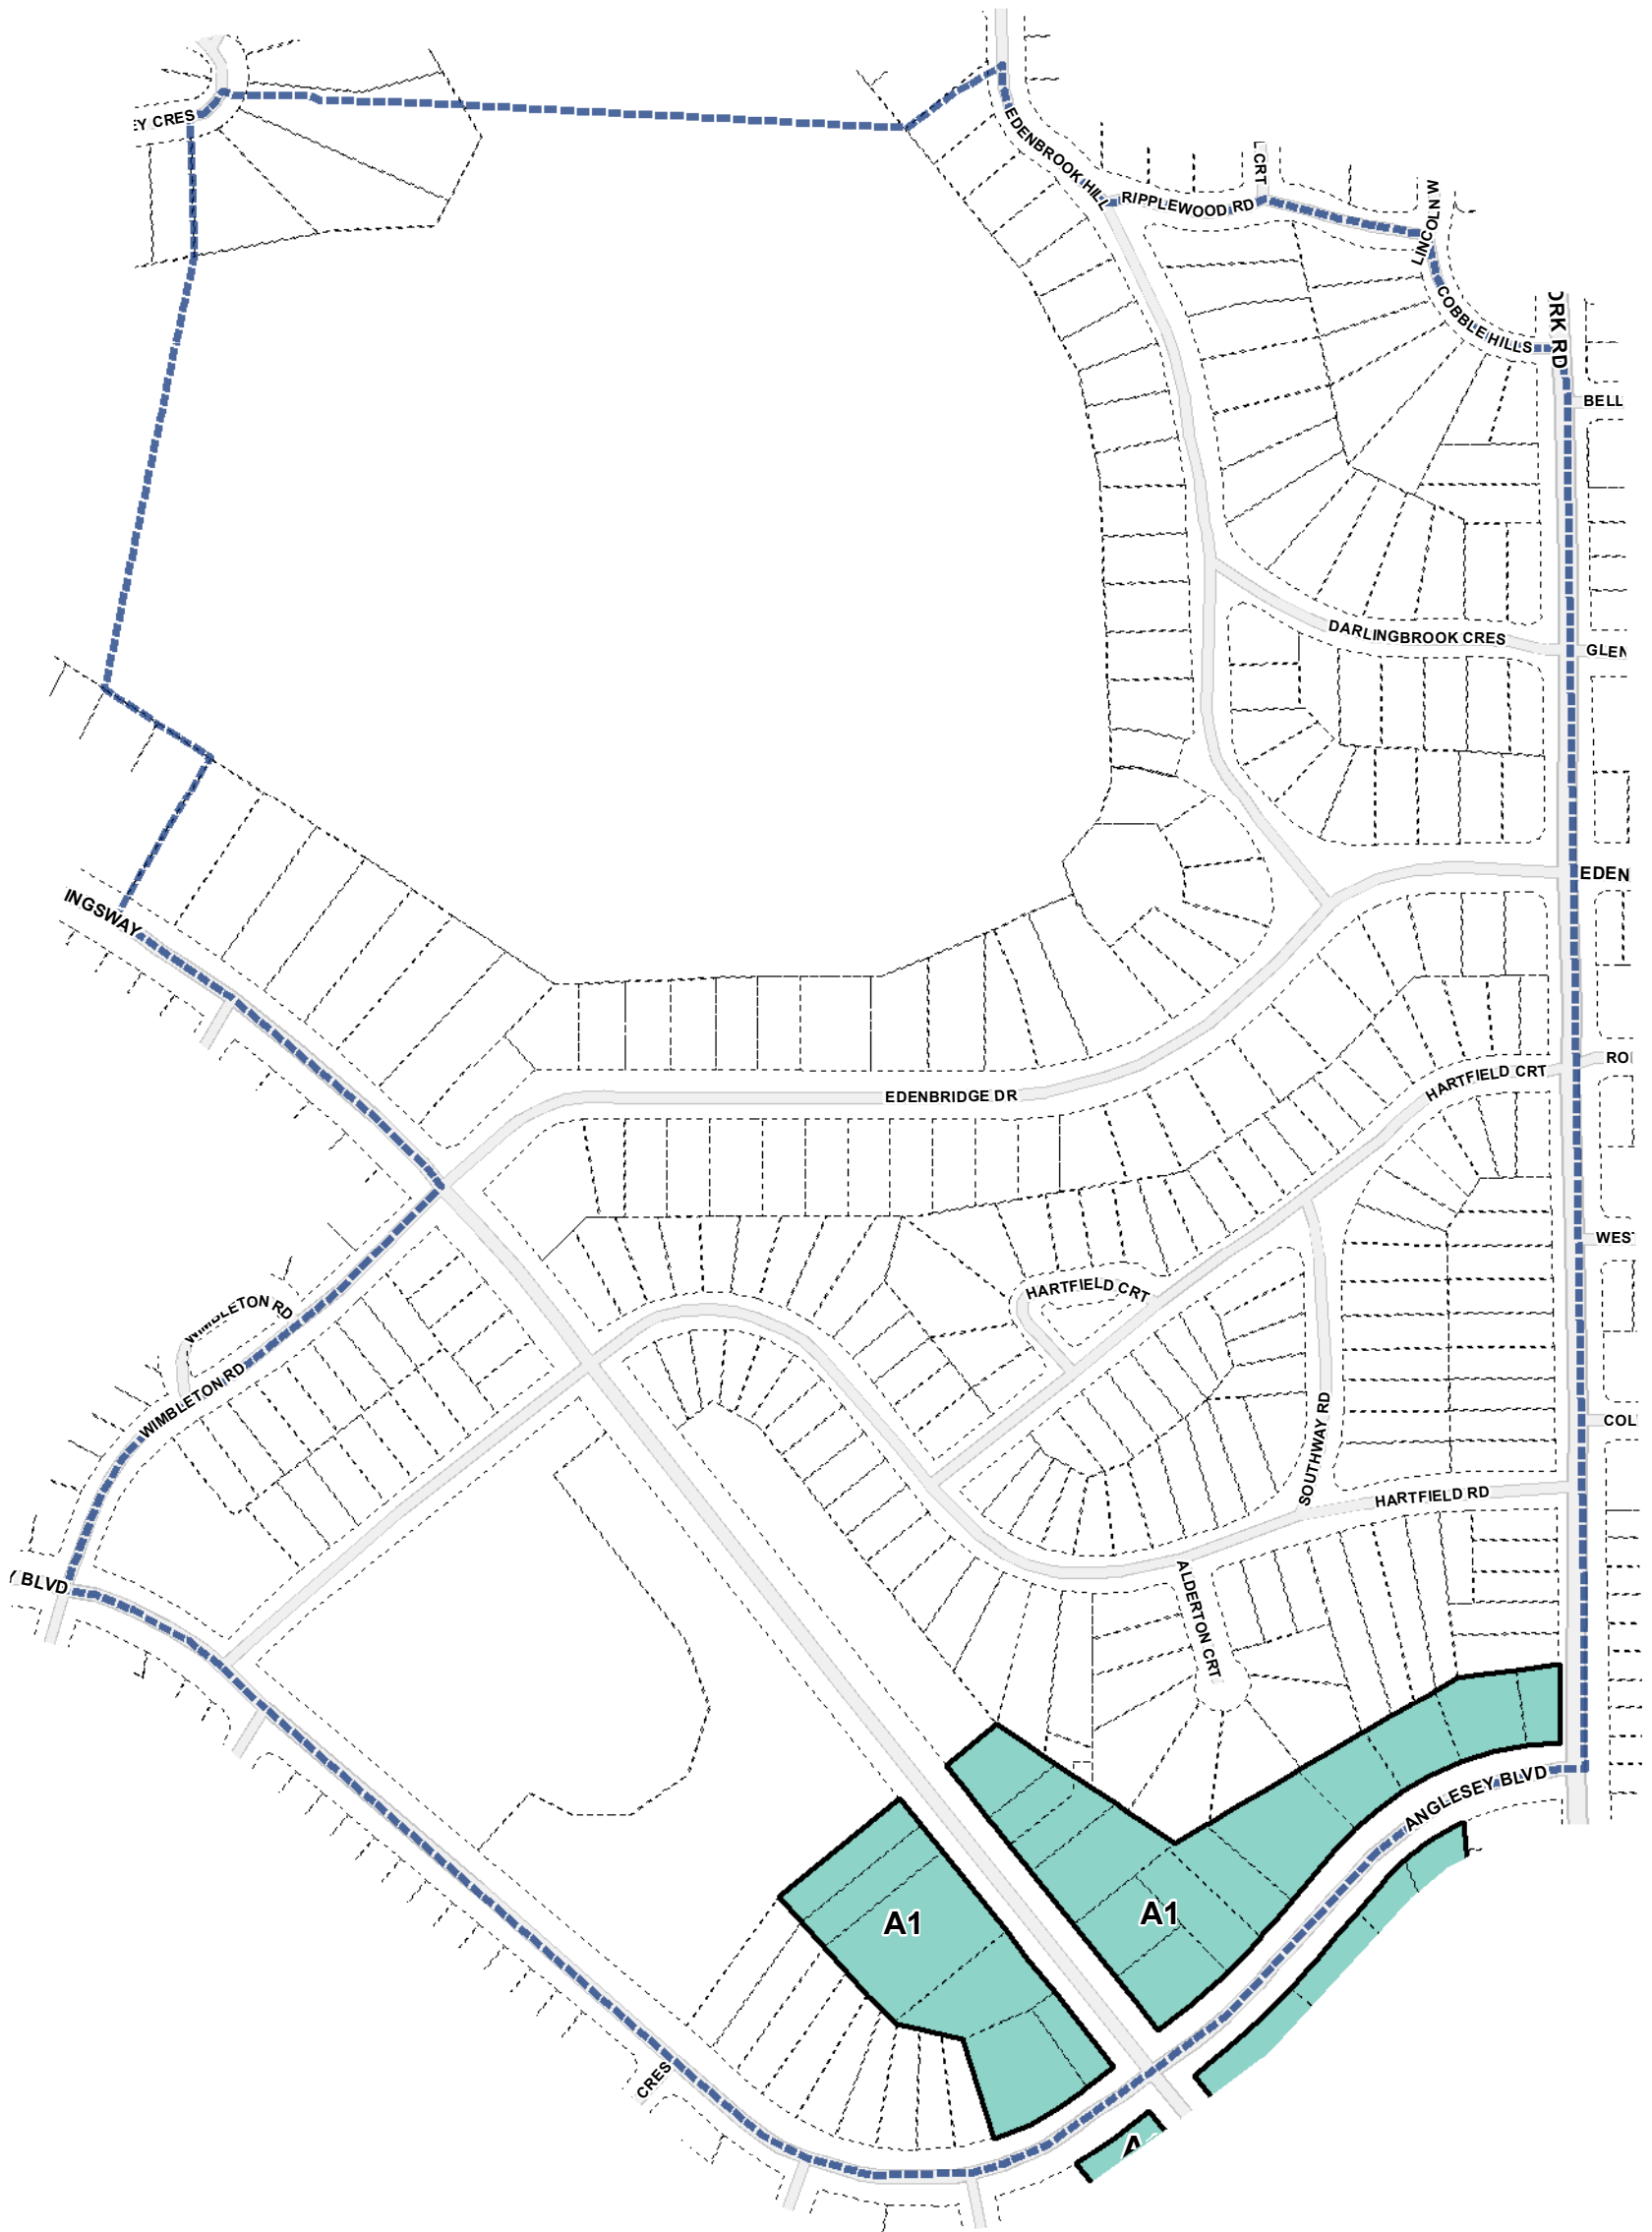 EY CRES
EDENBROOK HILL
L CRT
RIPPLEWOOD RD
LINCOLN W
COBBLE HILLS
ORK RD
BELL
DARLINGBROOK CRES
GLEN
EDEN
INGSWAY
RO
HARTFIELD CRT
EDENBRIDGE DR
WEST
HARTFIELD CRT
WIMBLETON RD
WIMBLETON RD
COL
SOUTHWAY RD
HARTFIELD RD
Y BLVD
ALDERTON CRT
ANGLESEY BLVD
A1
A1
CRES
A